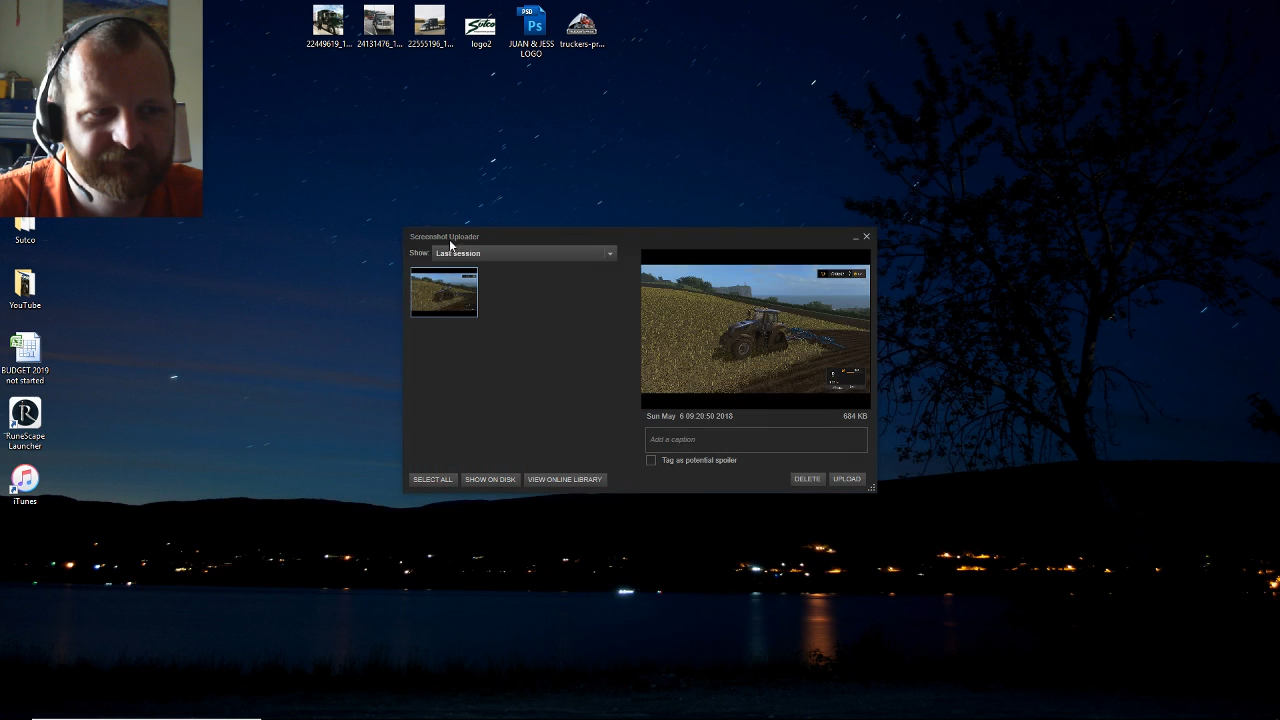 22449619_1...
24131476_1...
22555196_1...
logo2
JUAN & JESS
LOGO
truckers-pr...
PSD
Ps
Sutco
Sutco
YouTube
BUDGET 2019
not started
RuneScape
Launcher
iTunes
Screenshot Uploader
Show: Last session
Sun May 6 09:20:50 2018
684 KB
Add a caption
Tag as potential spoiler
SELECT ALL
SHOW ON DISK
VIEW ONLINE LIBRARY
DELETE
UPLOAD